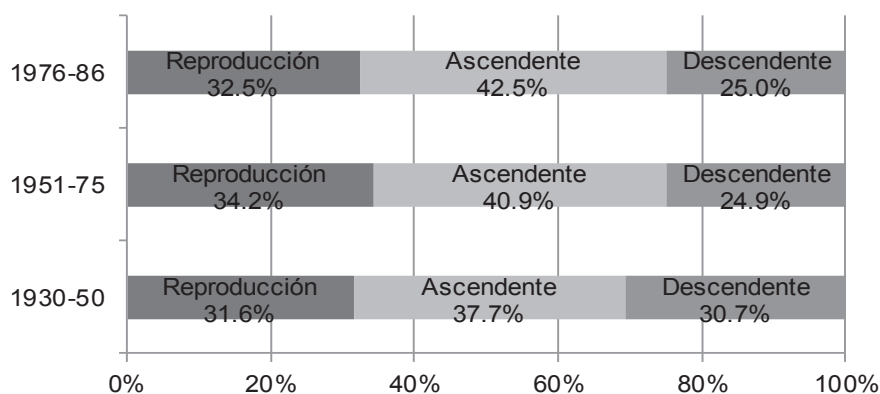 Reproducción Ascendente Descendente
1976-86 32.5% 42.5% 25.0%
Reproducción Ascendente Descendente
1951-75 34.2% 40.9% 24.9%
Reproducción Ascendente Descendente
1930-50 31.6% 37.7% 30.7%
0% 20% 40% 60% 80% 100%